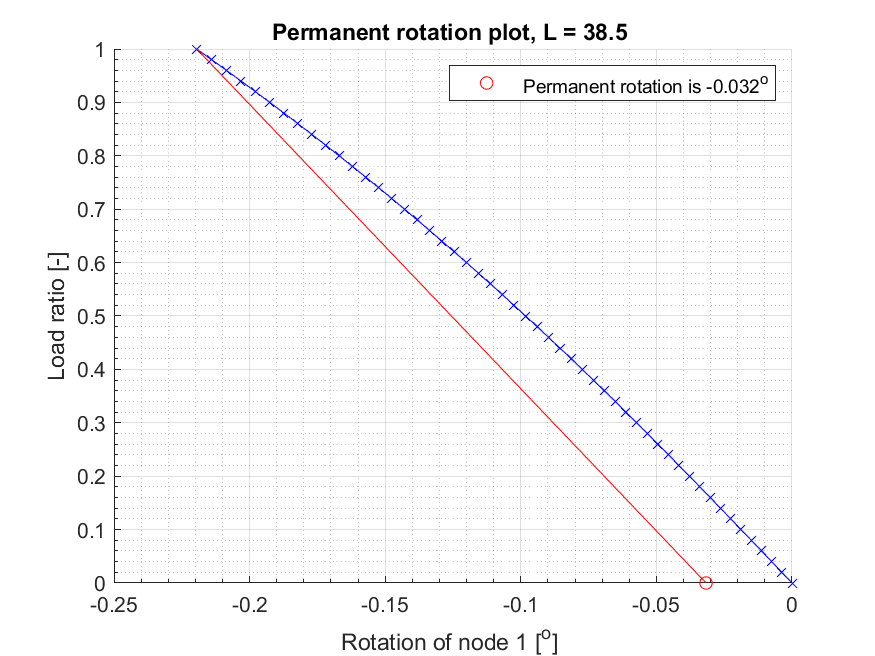 Permanent rotation plot, L = 38.5
Permanent rotation is -0.032°
1
0.9
0.8
0.7
0.6
0.5
0.4
0.3
0.2
0.1
0
Load ratio [-]
-0.25 -0.2 -0.15 -0.1 -0.05 0
Rotation of node 1 [°]